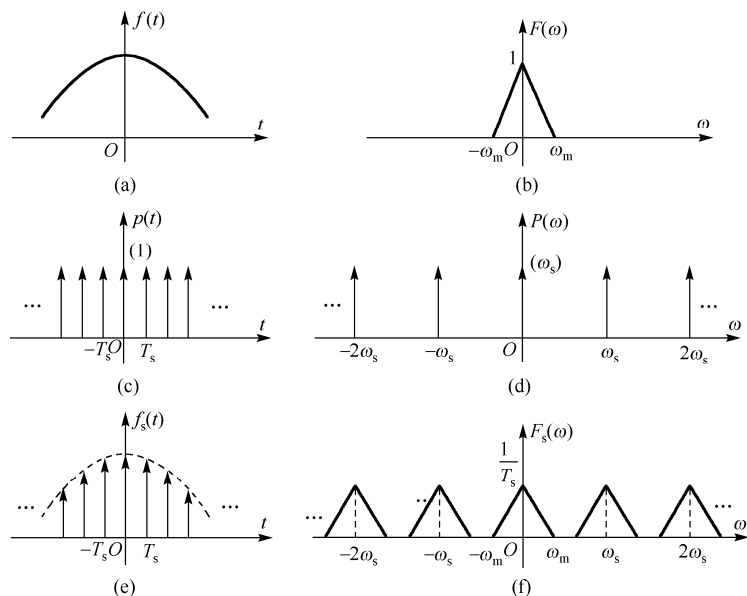 f(t)
t
O
(a)
F(ω)
1
−ωₘ O ωₘ ω
(b)
p(t)
(1)
... ...
−Tₛ O Tₛ t
(c)
P(ω)
(ωₛ)
... ...
−2ωₛ −ωₛ O ωₛ 2ωₛ ω
(d)
fₛ(t)
... ...
−Tₛ O Tₛ t
(e)
Fₛ(ω)
1
Tₛ
... .. ...
−2ωₛ −ωₛ −ωₘ O ωₘ ωₛ 2ωₛ ω
(f)